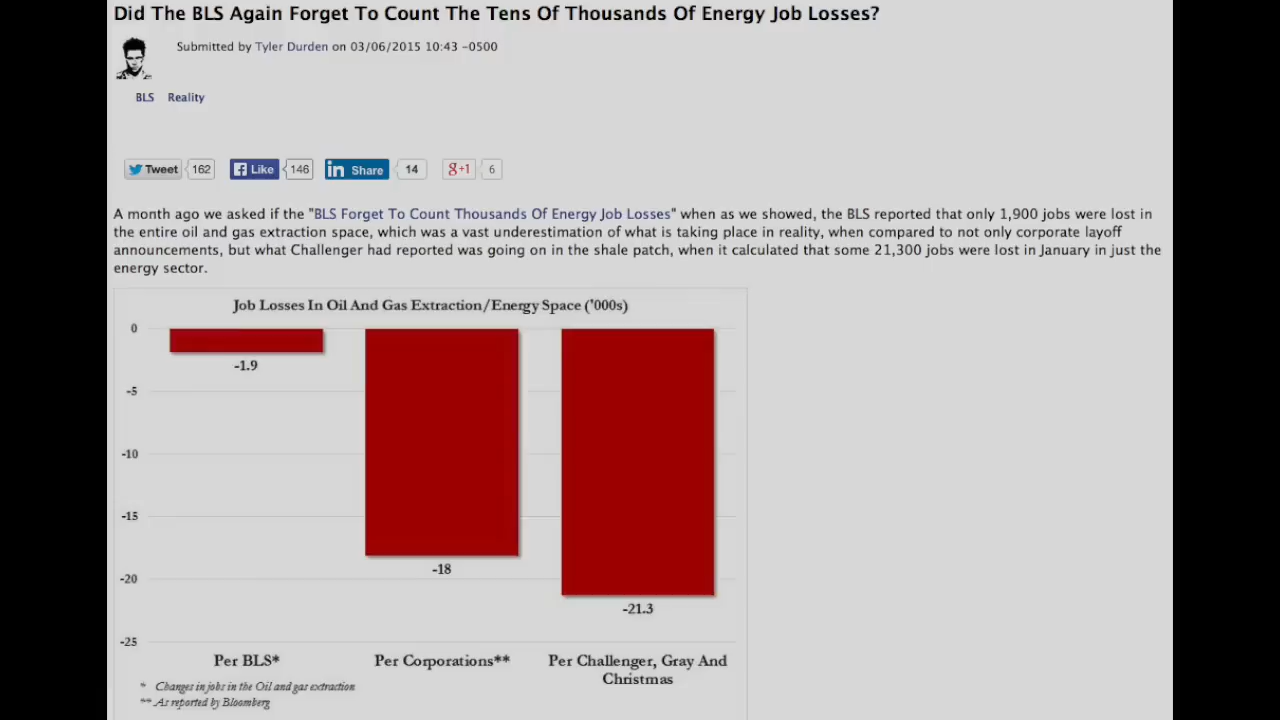 Did The BLS Again Forget To Count The Tens Of Thousands Of Energy Job Losses?
Submitted by Tyler Durden on 03/06/2015 10:43 -0500
BLS Reality
Tweet 162 Like 146 in Share 14 g+1 6
A month ago we asked if the "BLS Forget To Count Thousands Of Energy Job Losses" when as we showed, the BLS reported that only 1,900 jobs were lost in
the entire oil and gas extraction space, which was a vast underestimation of what is taking place in reality, when compared to not only corporate layoff
announcements, but what Challenger had reported was going on in the shale patch, when it calculated that some 21,300 jobs were lost in January in just the
energy sector.
Job Losses In Oil And Gas Extraction/Energy Space ('000s)
0
-1.9
-5
-10
-15
-18
-20
-21.3
-25
Per BLS* Per Corporations** Per Challenger, Gray And
Christmas
* Changes in jobs in the Oil and gas extraction
** As reported by Bloomberg